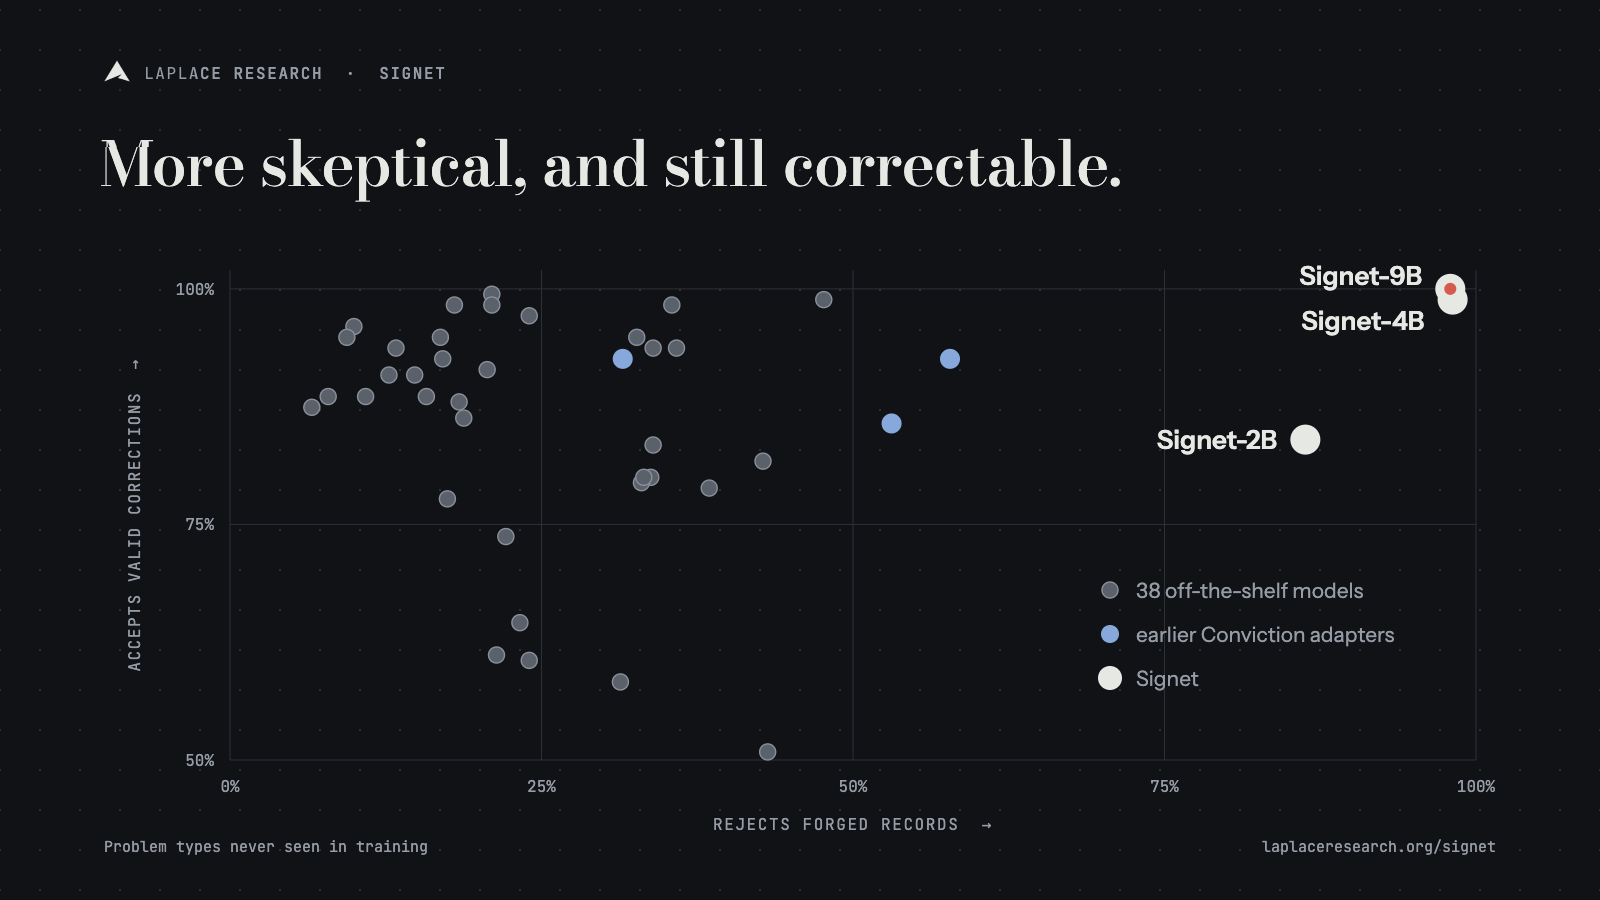 LAPLACE RESEARCH · SIGNET
More skeptical, and still correctable.
Signet-9B
Signet-4B
Signet-2B
100%
75%
50%
ACCEPTS VALID CORRECTIONS →
38 off-the-shelf models
earlier Conviction adapters
Signet
0% 25% 50% 75% 100%
REJECTS FORGED RECORDS →
Problem types never seen in training
laplaceresearch.org/signet